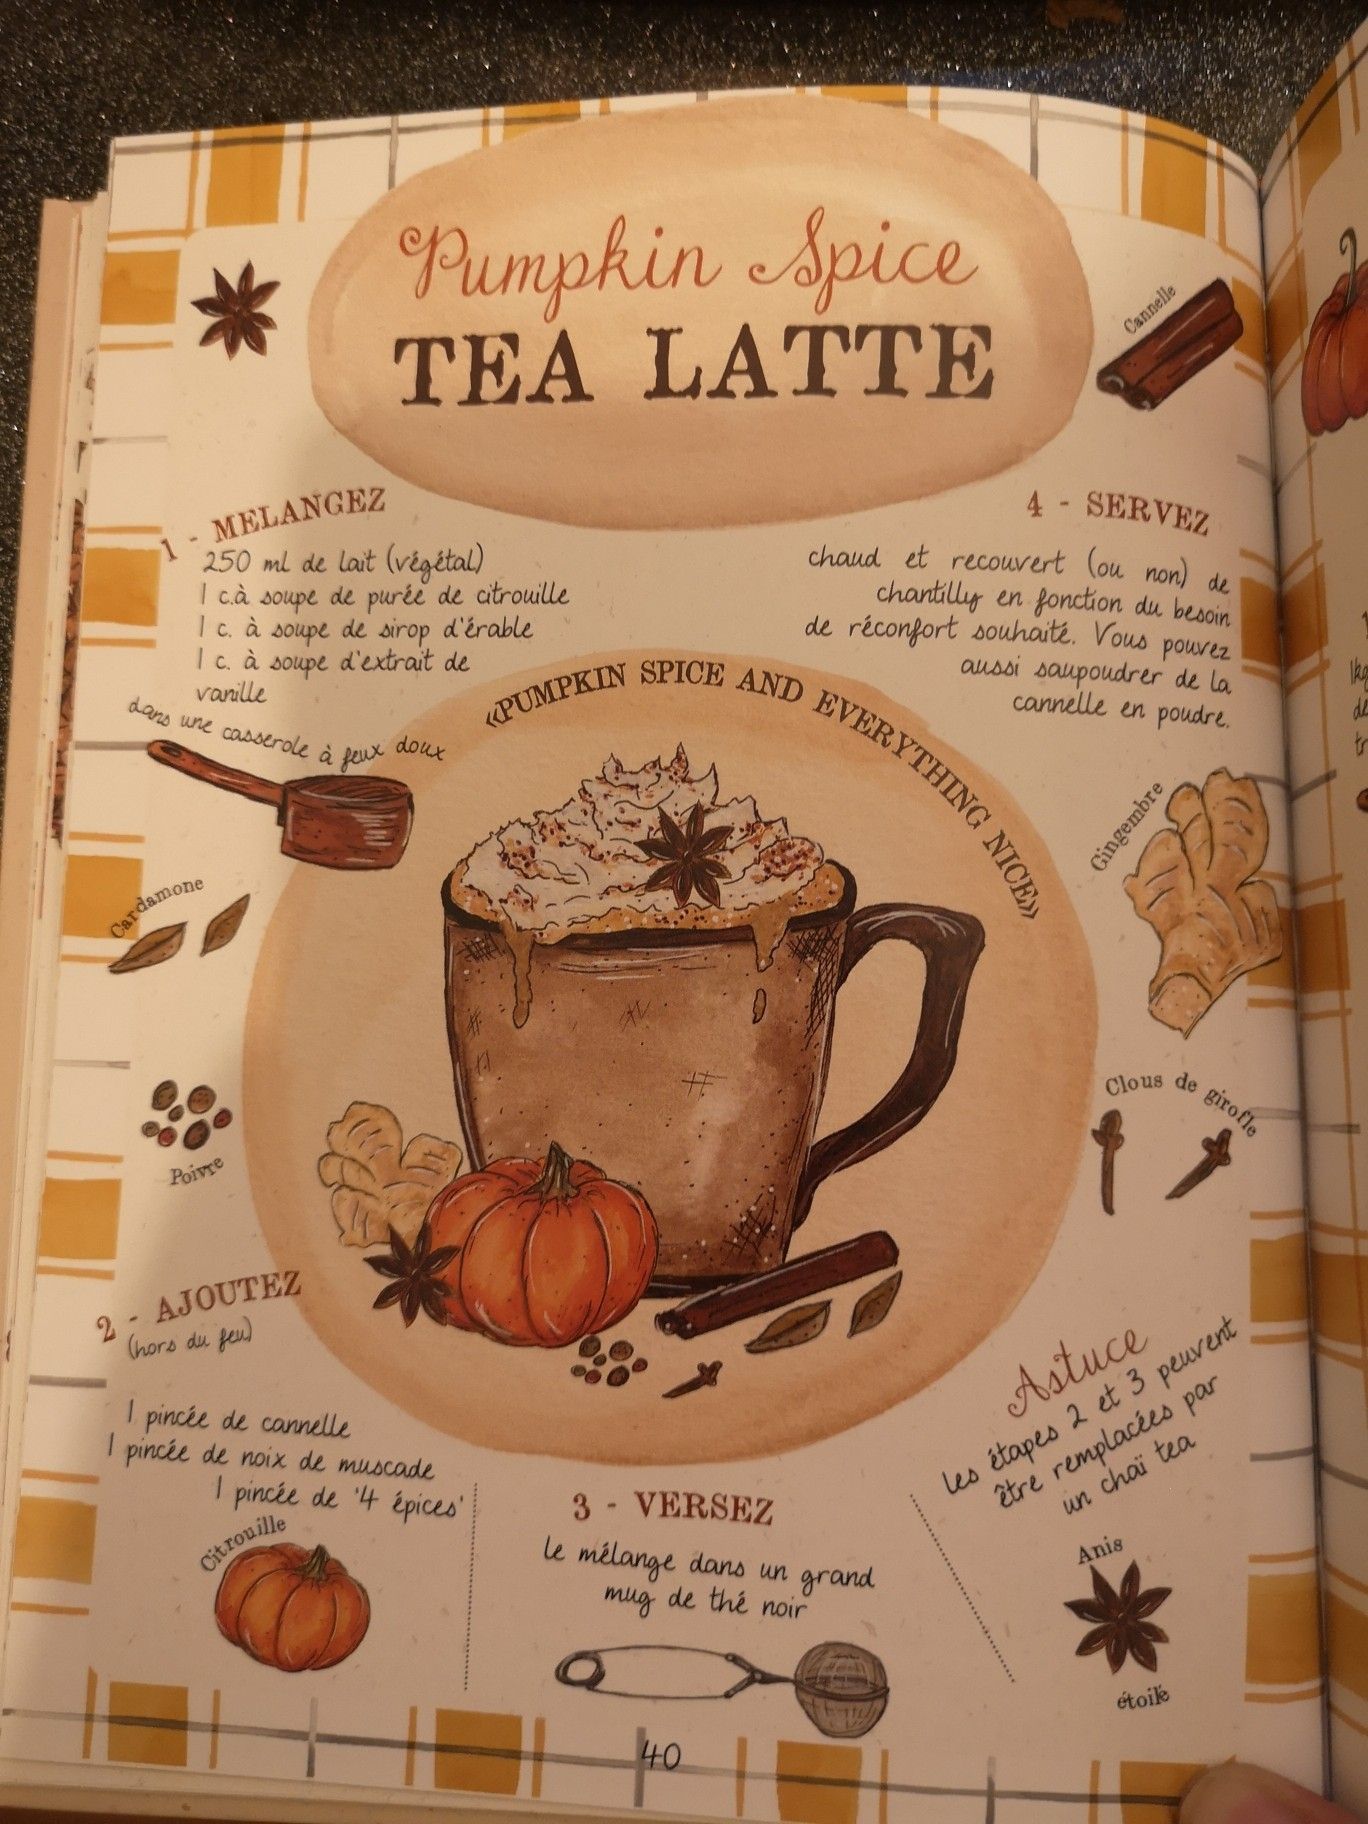 Pumpkin Spice
TEA LATTE
Cannelle
1 - MELANGEZ
250 ml de lait (végétal)
1 c.à soupe de purée de citrouille
1 c. à soupe de sirop d'érable
1 c. à soupe d'extrait de
vanille
dans une casserole à feux doux
4 - SERVEZ
chaud et recouvert (ou non) de
chantilly en fonction du besoin
de réconfort souhaité. Vous pouvez
aussi saupoudrer de la
cannelle en poudre.
«PUMPKIN SPICE AND EVERYTHING NICE»
Cardamone
Gingembre
Poivre
Clous de girofle
2 - AJOUTEZ
(hors du feu)
1 pincée de cannelle
1 pincée de noix de muscade
1 pincée de '4 épices'
Citrouille
3 - VERSEZ
le mélange dans un grand
mug de thé noir
Astuce
les étapes 2 et 3 peuvent
être remplacées par
un chaï tea
Anis
étoilé
40